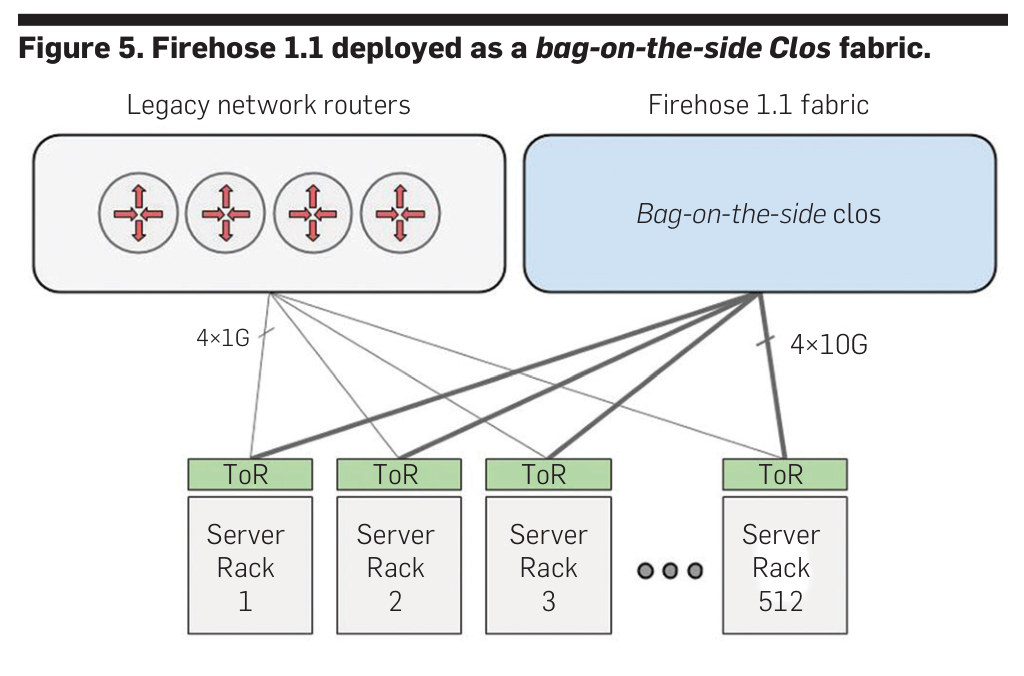 Figure 5. Firehose 1.1 deployed as a bag-on-the-side Clos fabric.
Legacy network routers
Firehose 1.1 fabric
Bag-on-the-side clos
4×1G
4×10G
ToR
ToR
ToR
ToR
Server
Rack
1
Server
Rack
2
Server
Rack
3
Server
Rack
512